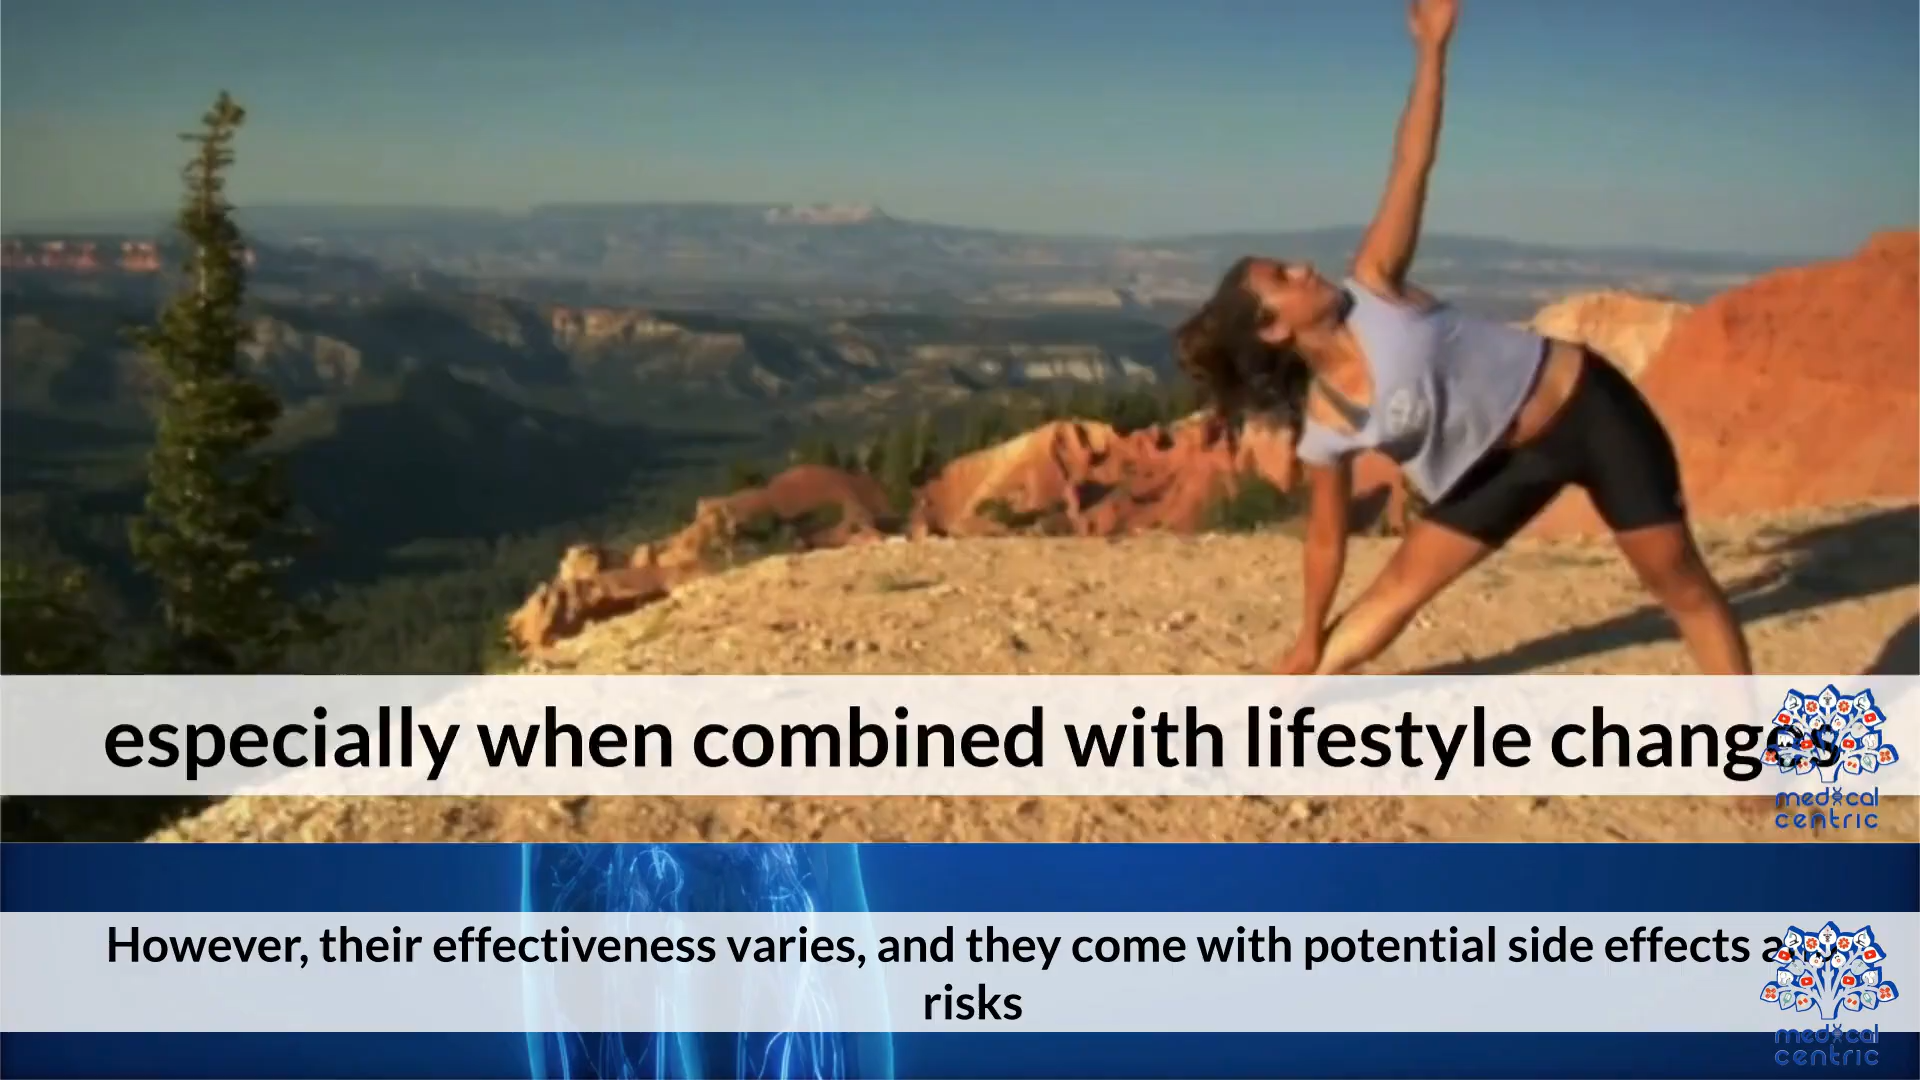 especially when combined with lifestyle changes
medical
centric
However, their effectiveness varies, and they come with potential side effects
risks
medical
centric